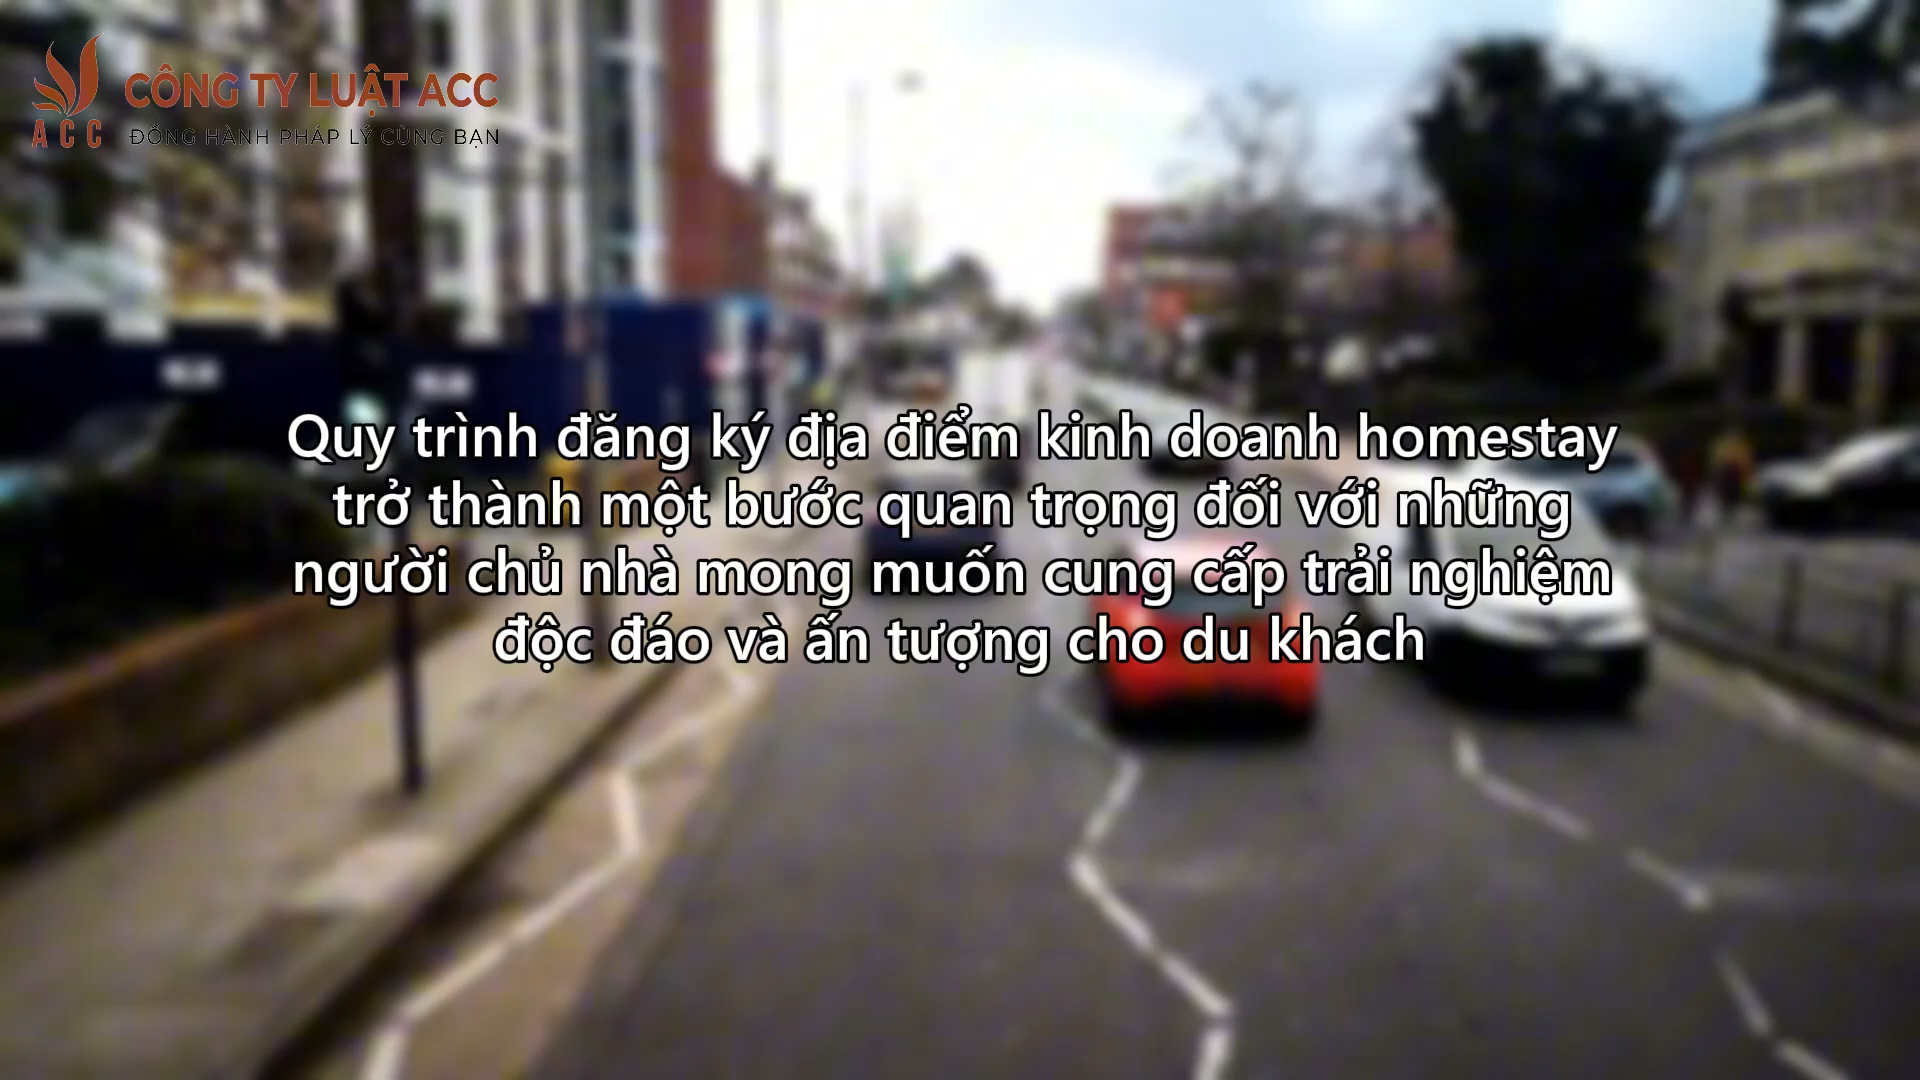 CÔNG TY LUẬT ACC
ACC
ĐỒNG HÀNH PHÁP LÝ CÙNG BẠN
Quy trình đăng ký địa điểm kinh doanh homestay
trở thành một bước quan trọng đối với những
người chủ nhà mong muốn cung cấp trải nghiệm
độc đáo và ấn tượng cho du khách